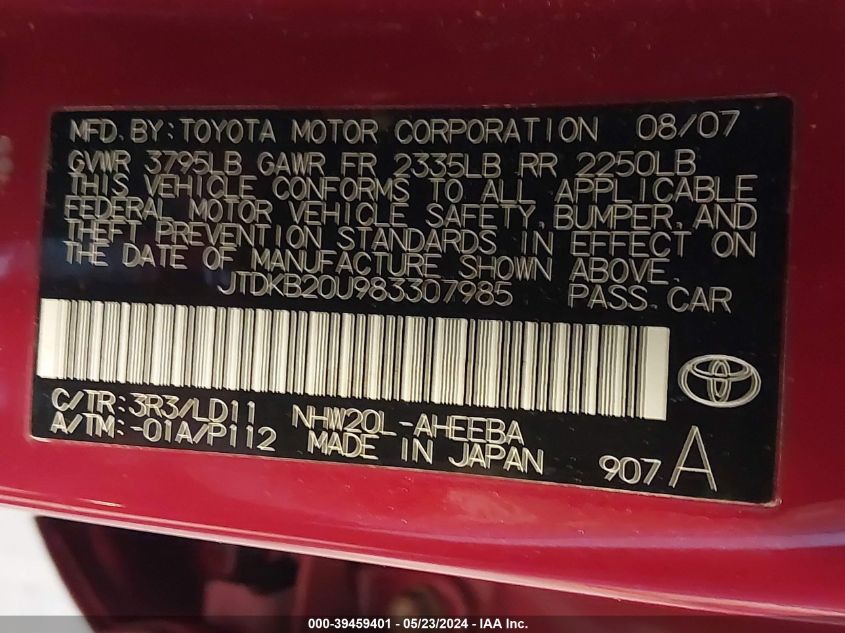 MFD. BY: TOYOTA MOTOR CORPORATION 08/07
GVWR 3795LB GAWR FR 2335LB RR 2250LB
THIS VEHICLE CONFORMS TO ALL APPLICABLE
FEDERAL MOTOR VEHICLE SAFETY, BUMPER, AND
THEFT PREVENTION STANDARDS IN EFFECT ON
THE DATE OF MANUFACTURE SHOWN ABOVE.
JTDKB20U983307985 PASS.CAR
C/TR: 3R3/LD11 NHW20L-AHEEBA
A/TM: -01A/P112 MADE IN JAPAN 907 A
000-39459401 - 05/23/2024 - IAA Inc.